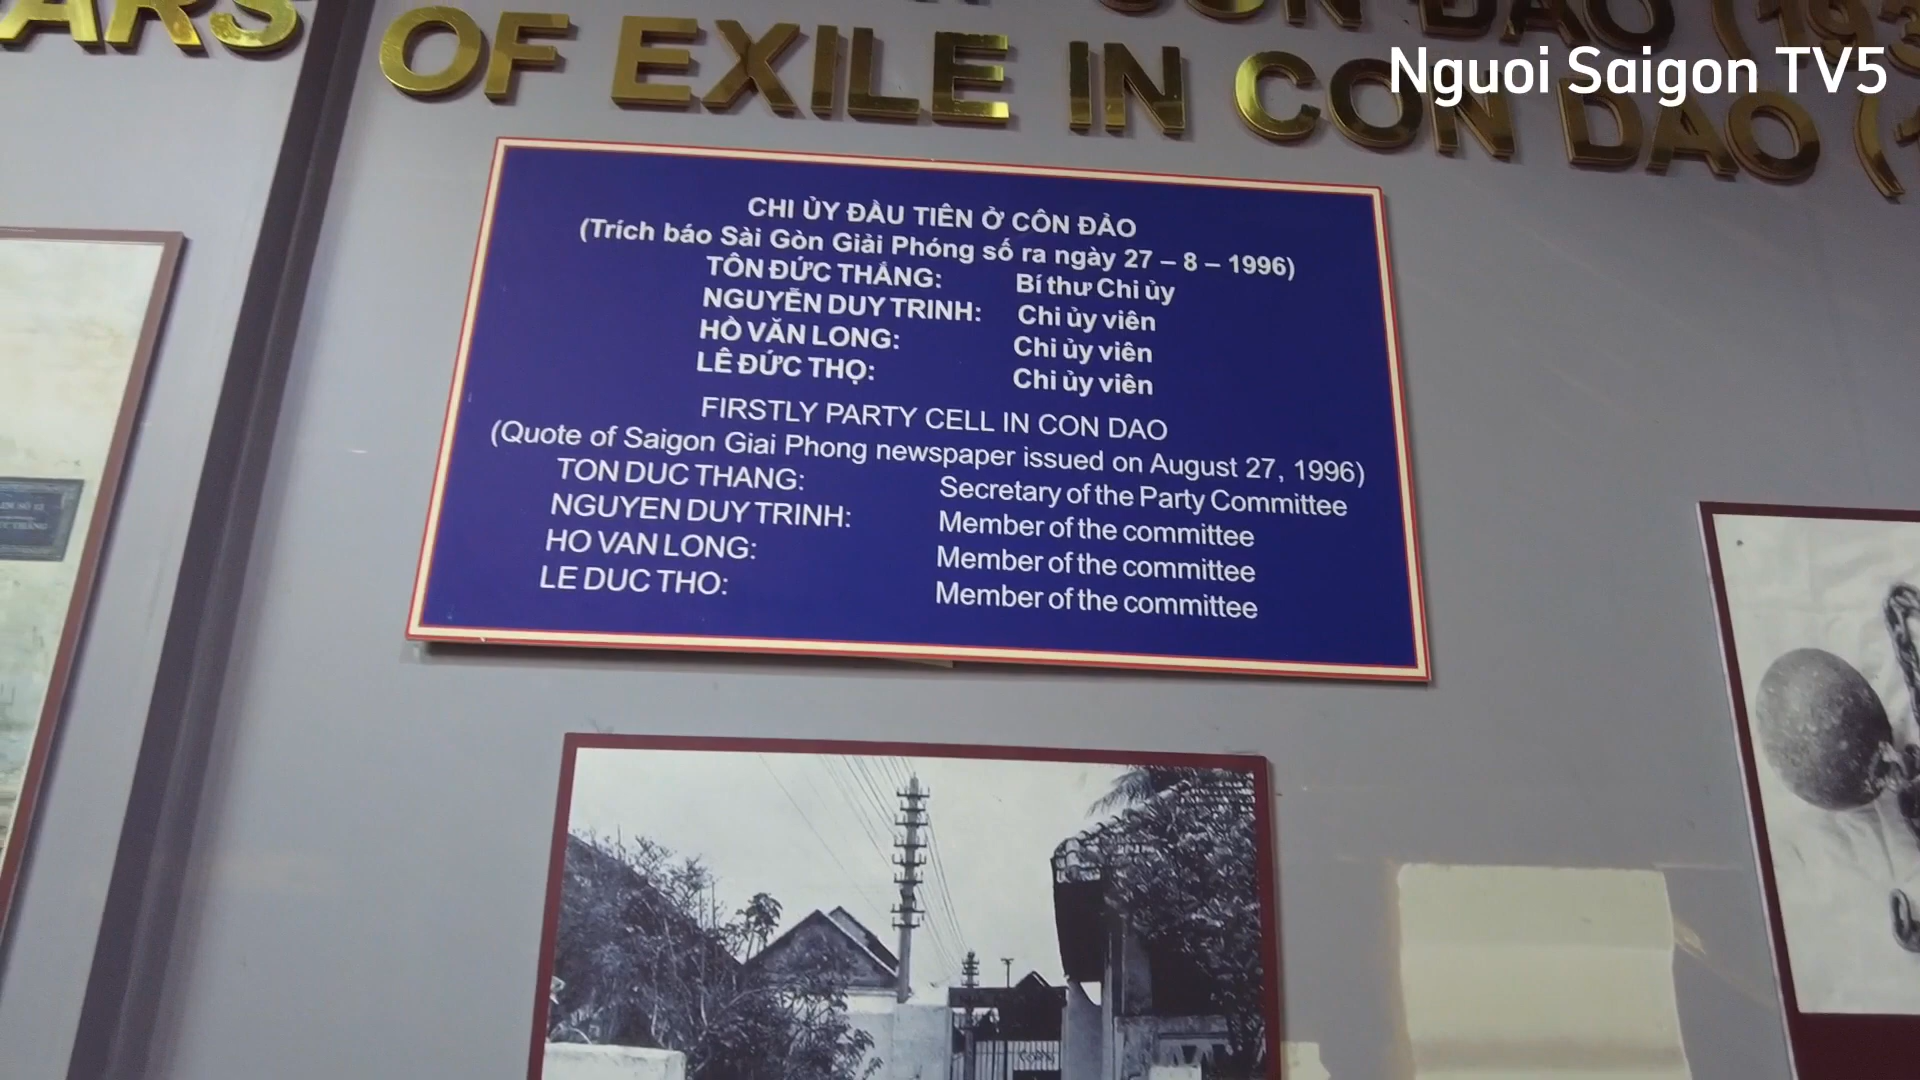 CON DAO (193
ARS OF EXILE IN CON DAO (1
Nguoi Saigon TV5
CHI ỦY ĐẦU TIÊN Ở CÔN ĐẢO
(Trích báo Sài Gòn Giải Phóng số ra ngày 27 – 8 – 1996)
TÔN ĐỨC THẮNG: Bí thư Chi ủy
NGUYỄN DUY TRINH: Chi ủy viên
HỒ VĂN LONG: Chi ủy viên
LÊ ĐỨC THỌ: Chi ủy viên
FIRSTLY PARTY CELL IN CON DAO
(Quote of Saigon Giai Phong newspaper issued on August 27, 1996)
TON DUC THANG: Secretary of the Party Committee
NGUYEN DUY TRINH: Member of the committee
HO VAN LONG: Member of the committee
LE DUC THO: Member of the committee